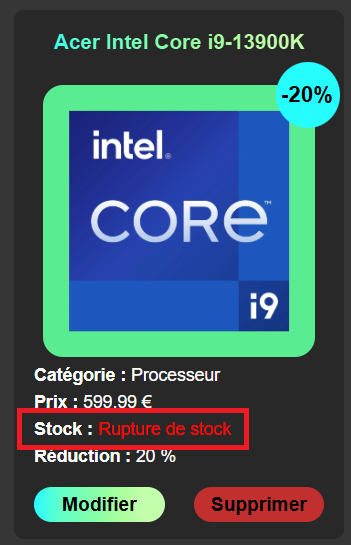 Acer Intel Core i9-13900K
-20%
intel.
CORE™
i9
Catégorie : Processeur
Prix : 599.99 €
Stock : Rupture de stock
Réduction : 20 %
Modifier
Supprimer